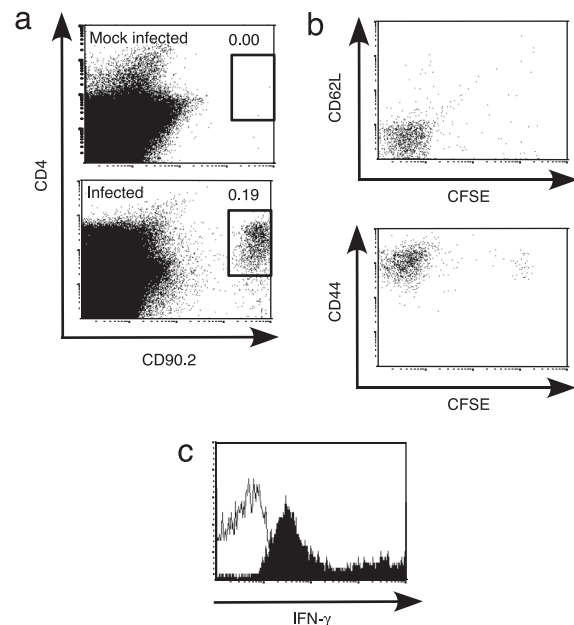 a
Mock infected 0.00
Infected 0.19
CD4
CD90.2
b
CD62L
CFSE
CD44
CFSE
c
IFN-γ